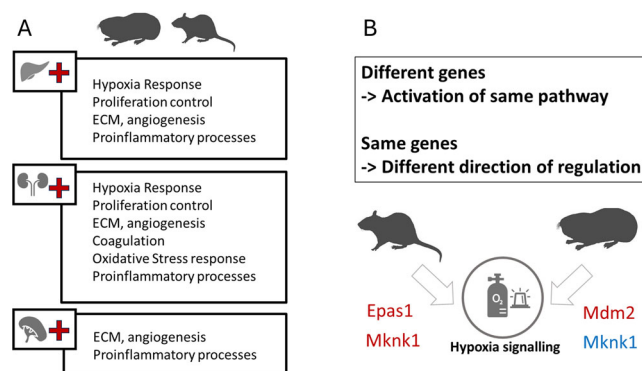 A
Hypoxia Response
Proliferation control
ECM, angiogenesis
Proinflammatory processes
Hypoxia Response
Proliferation control
ECM, angiogenesis
Coagulation
Oxidative Stress response
Proinflammatory processes
ECM, angiogenesis
Proinflammatory processes
B
Different genes
-> Activation of same pathway
Same genes
-> Different direction of regulation
O2
Epas1
Mknk1
Mdm2
Mknk1
Hypoxia signalling